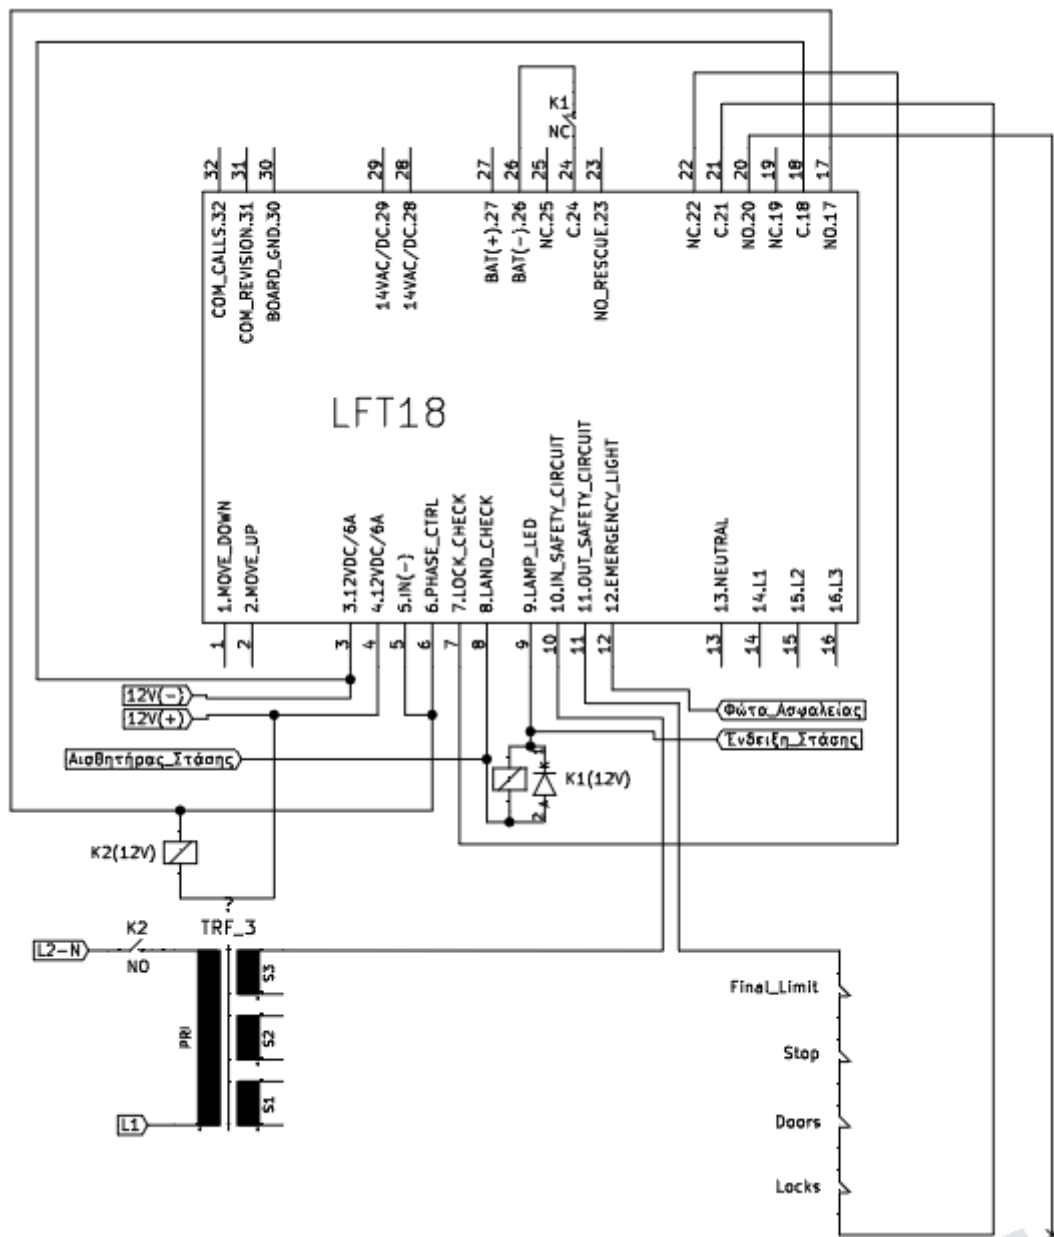 K1
NC
32
31
30
29
28
27
26
25
24
23
22
21
20
19
18
17
COM_CALLS.32
COM_REVISION.31
BOARD_GND.30
14VAC/DC.29
14VAC/DC.28
BAT(+).27
BAT(-).26
NC.25
C.24
NO_RESCUE.23
NC.22
C.21
NO.20
NC.19
C.18
NO.17
LFT18
1.MOVE_DOWN
2.MOVE_UP
3.12VDC/6A
4.12VDC/6A
5.IN(-)
6.PHASE_CTRL
7.LOCK_CHECK
8.LAND_CHECK
9.LAMP_LED
10.IN_SAFETY_CIRCUIT
11.OUT_SAFETY_CIRCUIT
12.EMERGENCY_LIGHT
13.NEUTRAL
14.L1
15.L2
16.L3
1
2
3
4
5
6
7
8
9
10
11
12
13
14
15
16
12V(-)
12V(+)
Φώτα_Ασφαλείας
Ένδειξη_Στάσης
Αισθητήρας_Στάσης
1
K
K1(12V)
2
A
K2(12V)
?
TRF_3
K2
L2-N
NO
S3
PRI
S2
S1
L1
Final_Limit
Stop
Doors
Locks